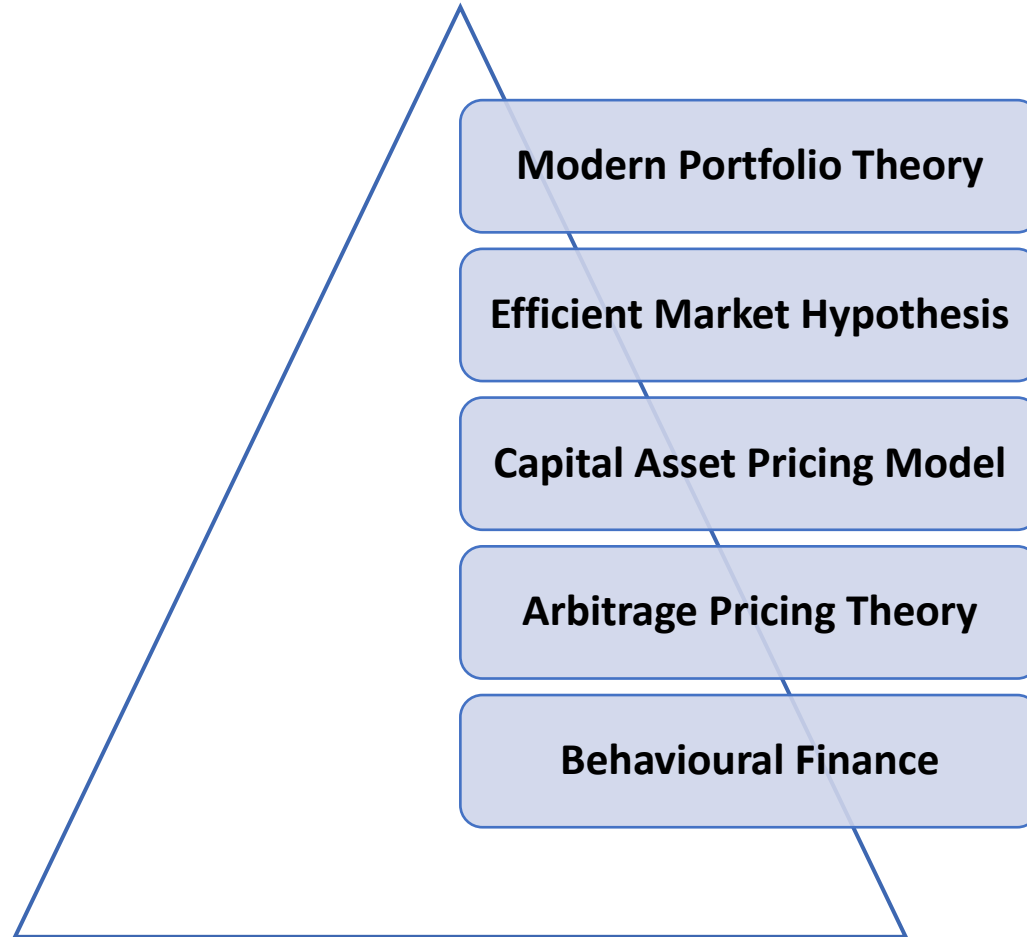 Modern Portfolio Theory
Efficient Market Hypothesis
Capital Asset Pricing Model
Arbitrage Pricing Theory
Behavioural Finance